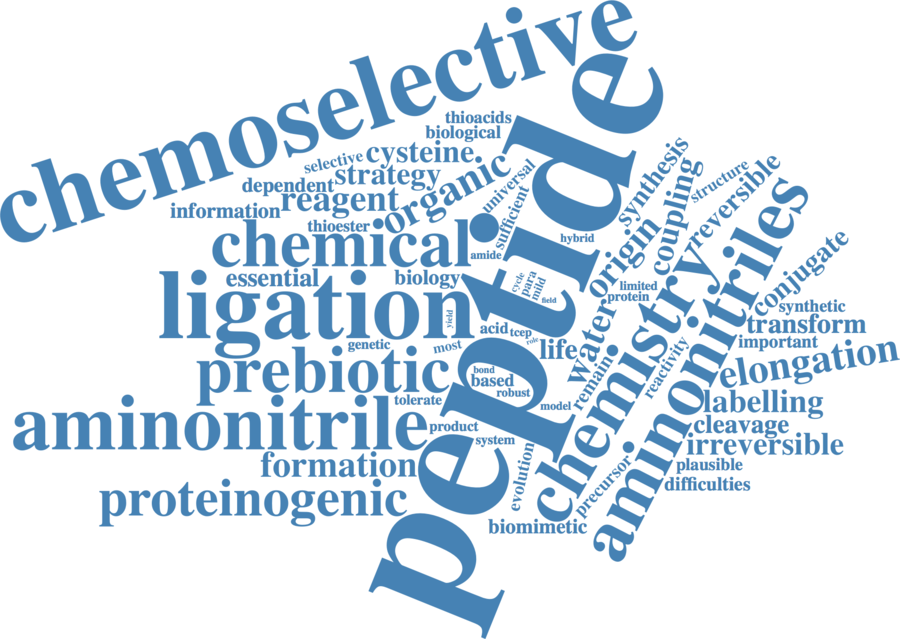 chemoselective
peptide
thioacids
biological
selective
cysteine
dependent
strategy
organic
universal
sufficient
information
reagent
thioester
chemical
amide
hybrid
essential
biology
ligation
yield
cycle
para
mild
field
genetic
most
acid
tcep
role
life
prebiotic
bond
based
robust
tolerate
model
aminonitrile
product
system
formation
proteinogenic
evolution
biomimetic
precursor
synthesis
coupling
structure
reversible
origin
limited
protein
water
remain
chemistry
reactivity
aminonitriles
conjugate
synthetic
transform
important
elongation
labelling
cleavage
irreversible
plausible
difficulties